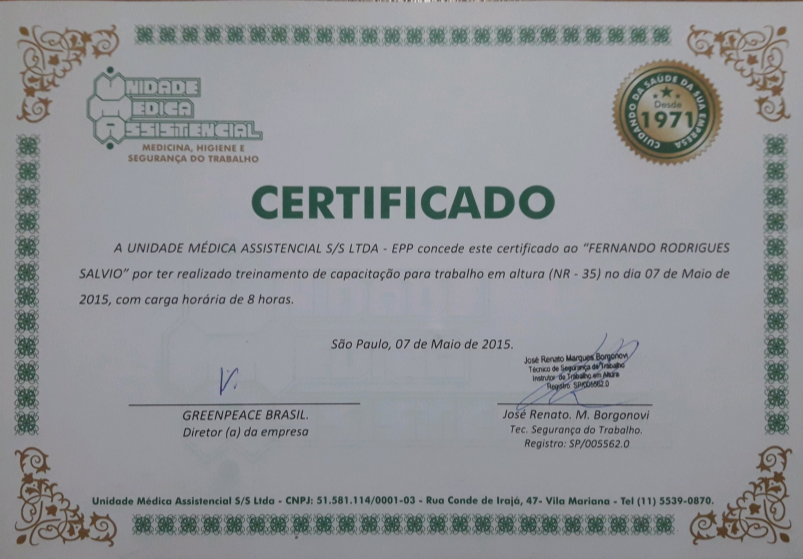 UNIDADE
MEDICA
ASSISTENCIAL
MEDICINA, HIGIENE E
SEGURANÇA DO TRABALHO
CUIDANDO DA SAÚDE DA SUA EMPRESA
Desde
1971
CERTIFICADO
A UNIDADE MÉDICA ASSISTENCIAL S/S LTDA - EPP concede este certificado ao “FERNANDO RODRIGUES
SALVIO” por ter realizado treinamento de capacitação para trabalho em altura (NR - 35) no dia 07 de Maio de
2015, com carga horária de 8 horas.
São Paulo, 07 de Maio de 2015.
José Renato Marques Borgonovi
Técnico de Segurança do Trabalho
Instrutor de Trabalho em Altura
Registro SP/005562.0
GREENPEACE BRASIL.
Diretor (a) da empresa
José Renato. M. Borgonovi
Tec. Segurança do Trabalho.
Registro: SP/005562.0
Unidade Médica Assistencial S/S Ltda - CNPJ: 51.581.114/0001-03 - Rua Conde de Irajá, 47- Vila Mariana - Tel (11) 5539-0870.